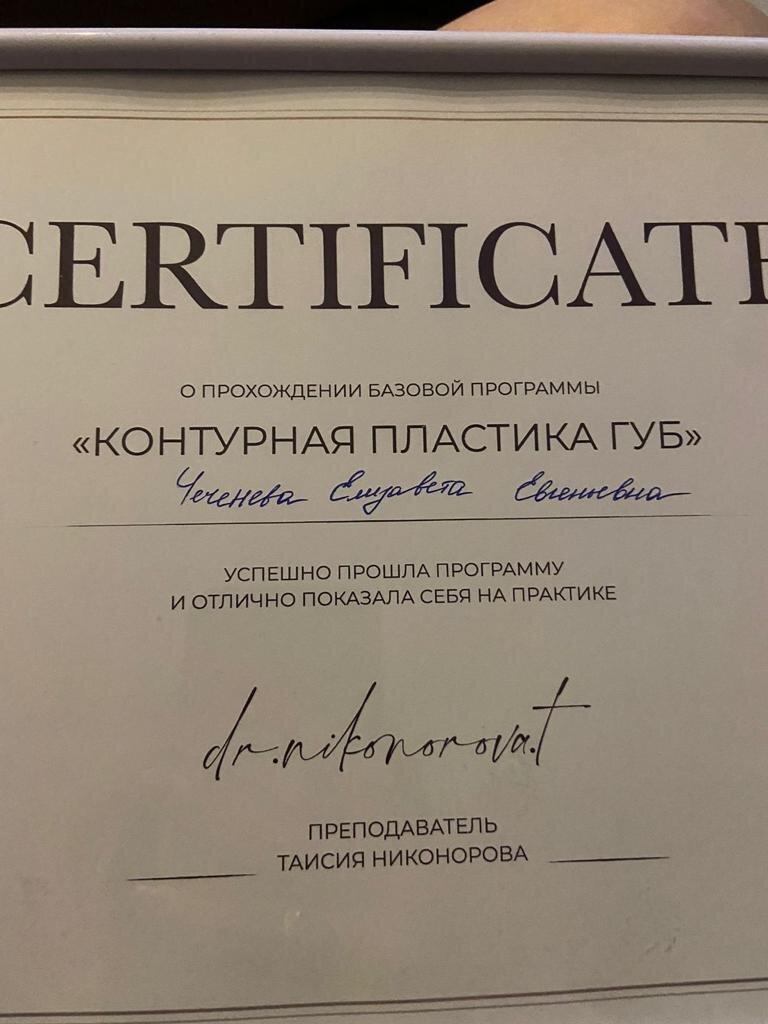 CERTIFICATE
О ПРОХОЖДЕНИИ БАЗОВОЙ ПРОГРАММЫ
«КОНТУРНАЯ ПЛАСТИКА ГУБ»
Чеченева Елизавета Евгеньевна
УСПЕШНО ПРОШЛА ПРОГРАММУ
И ОТЛИЧНО ПОКАЗАЛА СЕБЯ НА ПРАКТИКЕ
dr.nikonorova.t
ПРЕПОДАВАТЕЛЬ
ТАИСИЯ НИКОНОРОВА